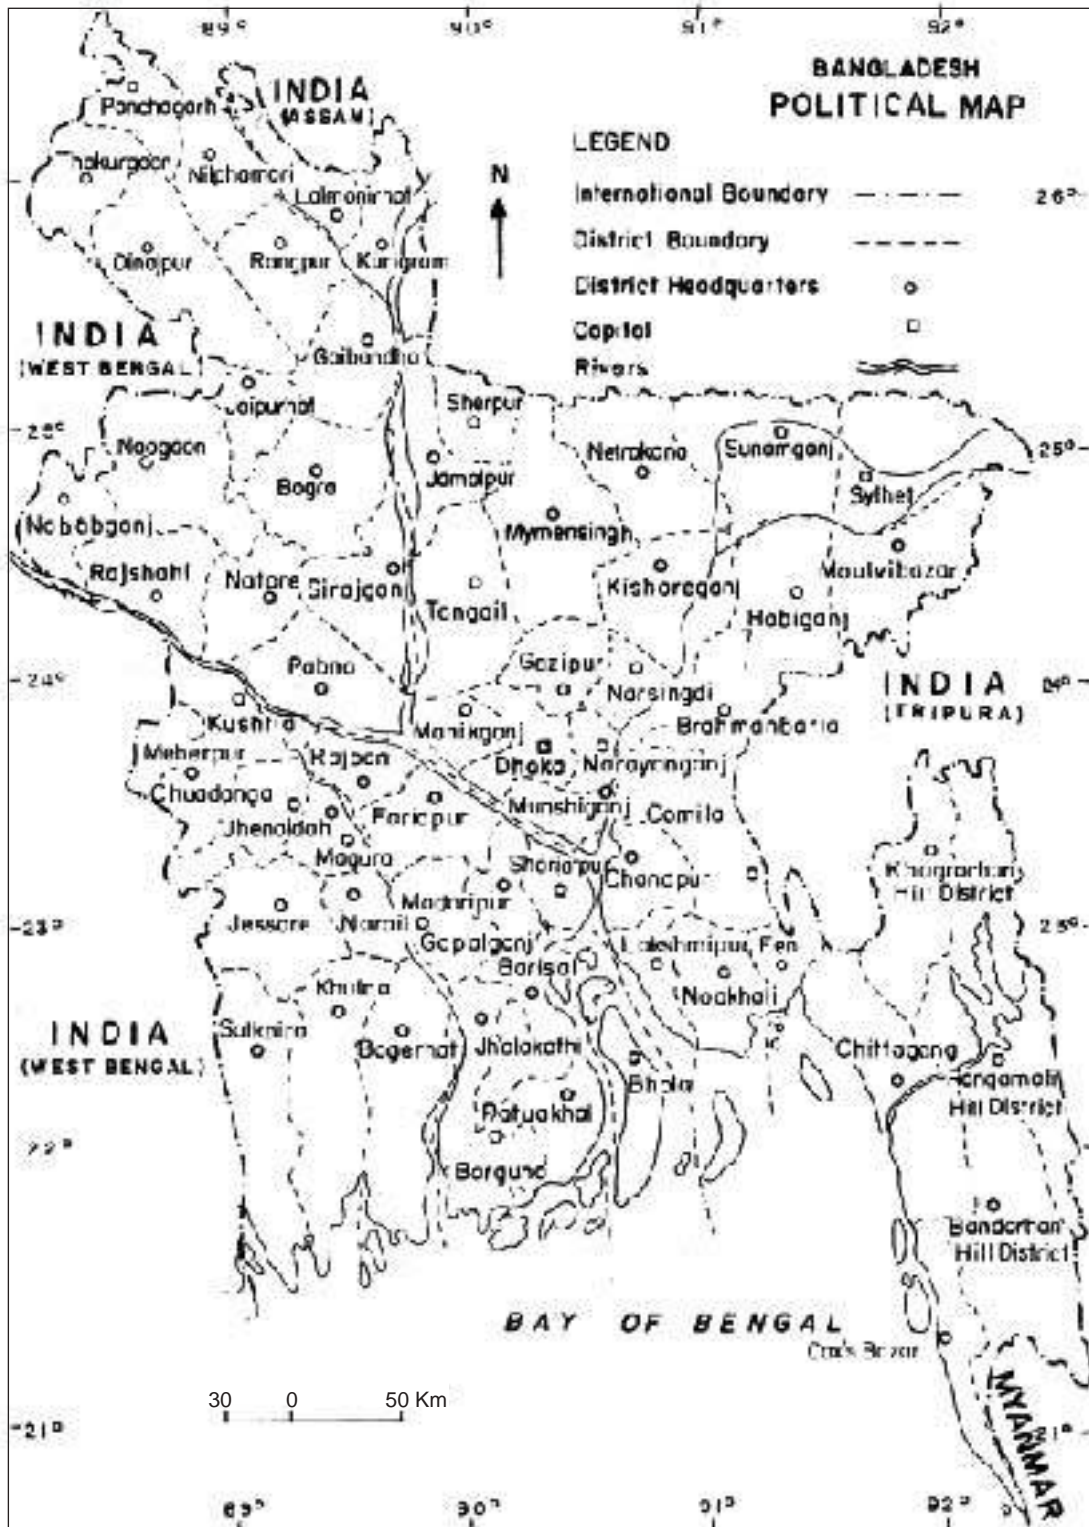 89° 90° 91° 92°
BANGLADESH
POLITICAL MAP
LEGEND
International Boundary
District Boundary
District Headquarters
Capital
Rivers
N
INDIA
(ASSAM)
Panchagarh
Thakurgaon
Nilphamari
Lalmonirhat
26°
Dinajpur
Rangpur
Kurigram
INDIA
(WEST BENGAL)
Gaibandha
Jaipurhat
Sherpur
25°
Naogaon
Bogra
Jamalpur
Netrakona
Sunamganj
Sylhet
Nababganj
Mymensingh
Rajshahi
Natore
Sirajganj
Tangail
Kishoreganj
Moulvibazar
Habiganj
Pabna
Gazipur
Narsingdi
24°
24°
INDIA
(TRIPURA)
Kushti
Manikganj
Brahmanbaria
Meherpur
Rajbari
Dhaka
Narayanganj
Chuadanga
Faridpur
Munshiganj
Comilla
Jhenaidah
Magura
Shariatpur
Chandpur
Khagrachari
Hill District
Jessore
Narail
Madaripur
23°
23°
Gopalganj
Lakshmipur
Feni
Barisal
Noakhali
Khulna
INDIA
(WEST BENGAL)
Bagerhat
Jhalokathi
Bhola
Chittagong
Rangamati
Hill District
Patuakhali
22°
Barguna
Bandarban
Hill District
BAY OF BENGAL
Cox's Bazar
MYANMAR
30 0 50 Km
21°
21°
89° 90° 91° 92°